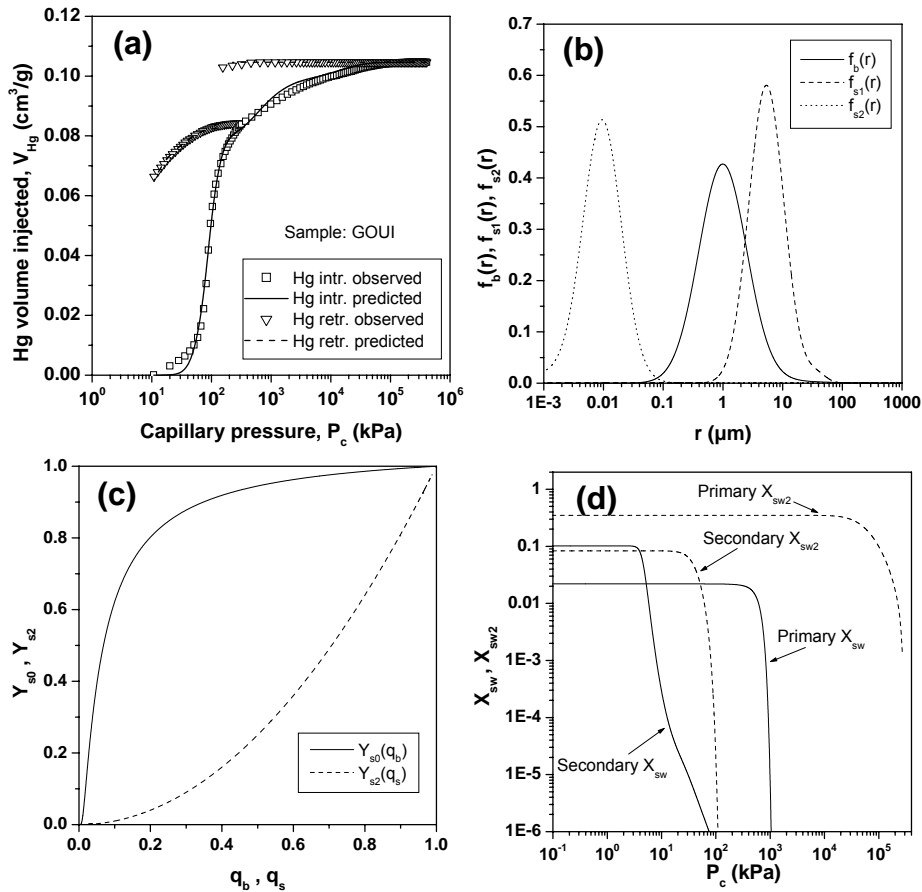 (a)
Hg volume injected, V_Hg (cm³/g)
0.12
0.10
0.08
0.06
0.04
0.02
0.00
Sample: GOUI
Hg intr. observed
Hg intr. predicted
Hg retr. observed
Hg retr. predicted
10⁰ 10¹ 10² 10³ 10⁴ 10⁵ 10⁶
Capillary pressure, P_c (kPa)
(b)
f_b(r), f_s1(r), f_s2(r)
0.7
0.6
0.5
0.4
0.3
0.2
0.1
0.0
f_b(r)
f_s1(r)
f_s2(r)
1E-3 0.01 0.1 1 10 100 1000
r (µm)
(c)
Y_s0, Y_s2
1.0
0.8
0.6
0.4
0.2
0.0
Y_s0(q_b)
Y_s2(q_s)
0.0 0.2 0.4 0.6 0.8 1.0
q_b, q_s
(d)
X_sw, X_sw2
1
0.1
0.01
1E-3
1E-4
1E-5
1E-6
Primary X_sw2
Secondary X_sw2
Primary X_sw
Secondary X_sw
10⁻¹ 10⁰ 10¹ 10² 10³ 10⁴ 10⁵
P_c (kPa)